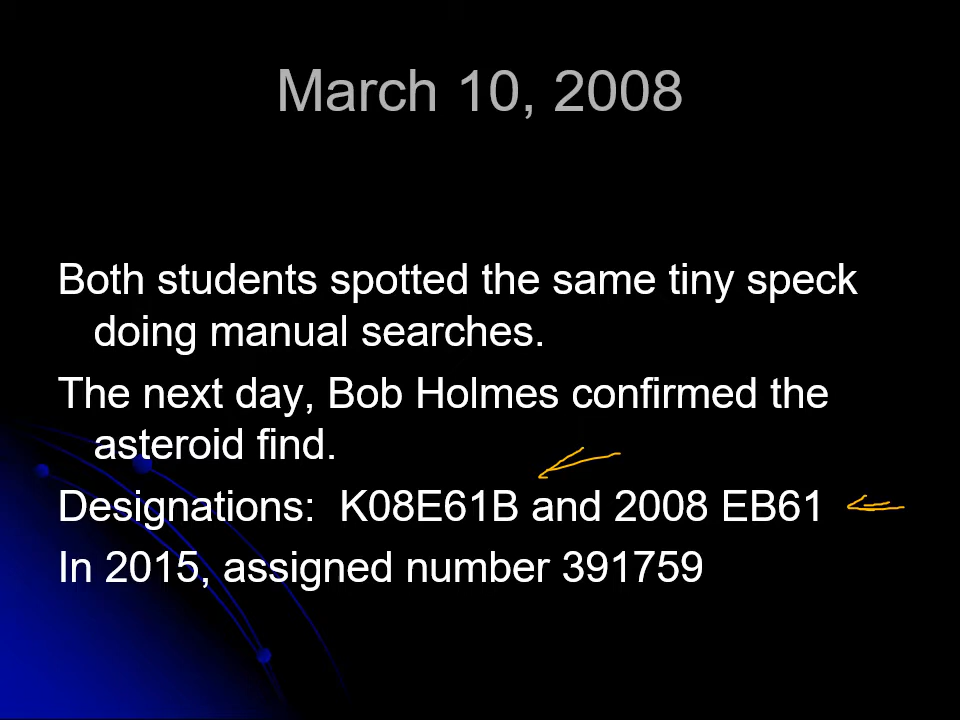 March 10, 2008
Both students spotted the same tiny speck
doing manual searches.
The next day, Bob Holmes confirmed the
asteroid find.
Designations:  K08E61B and 2008 EB61
In 2015, assigned number 391759